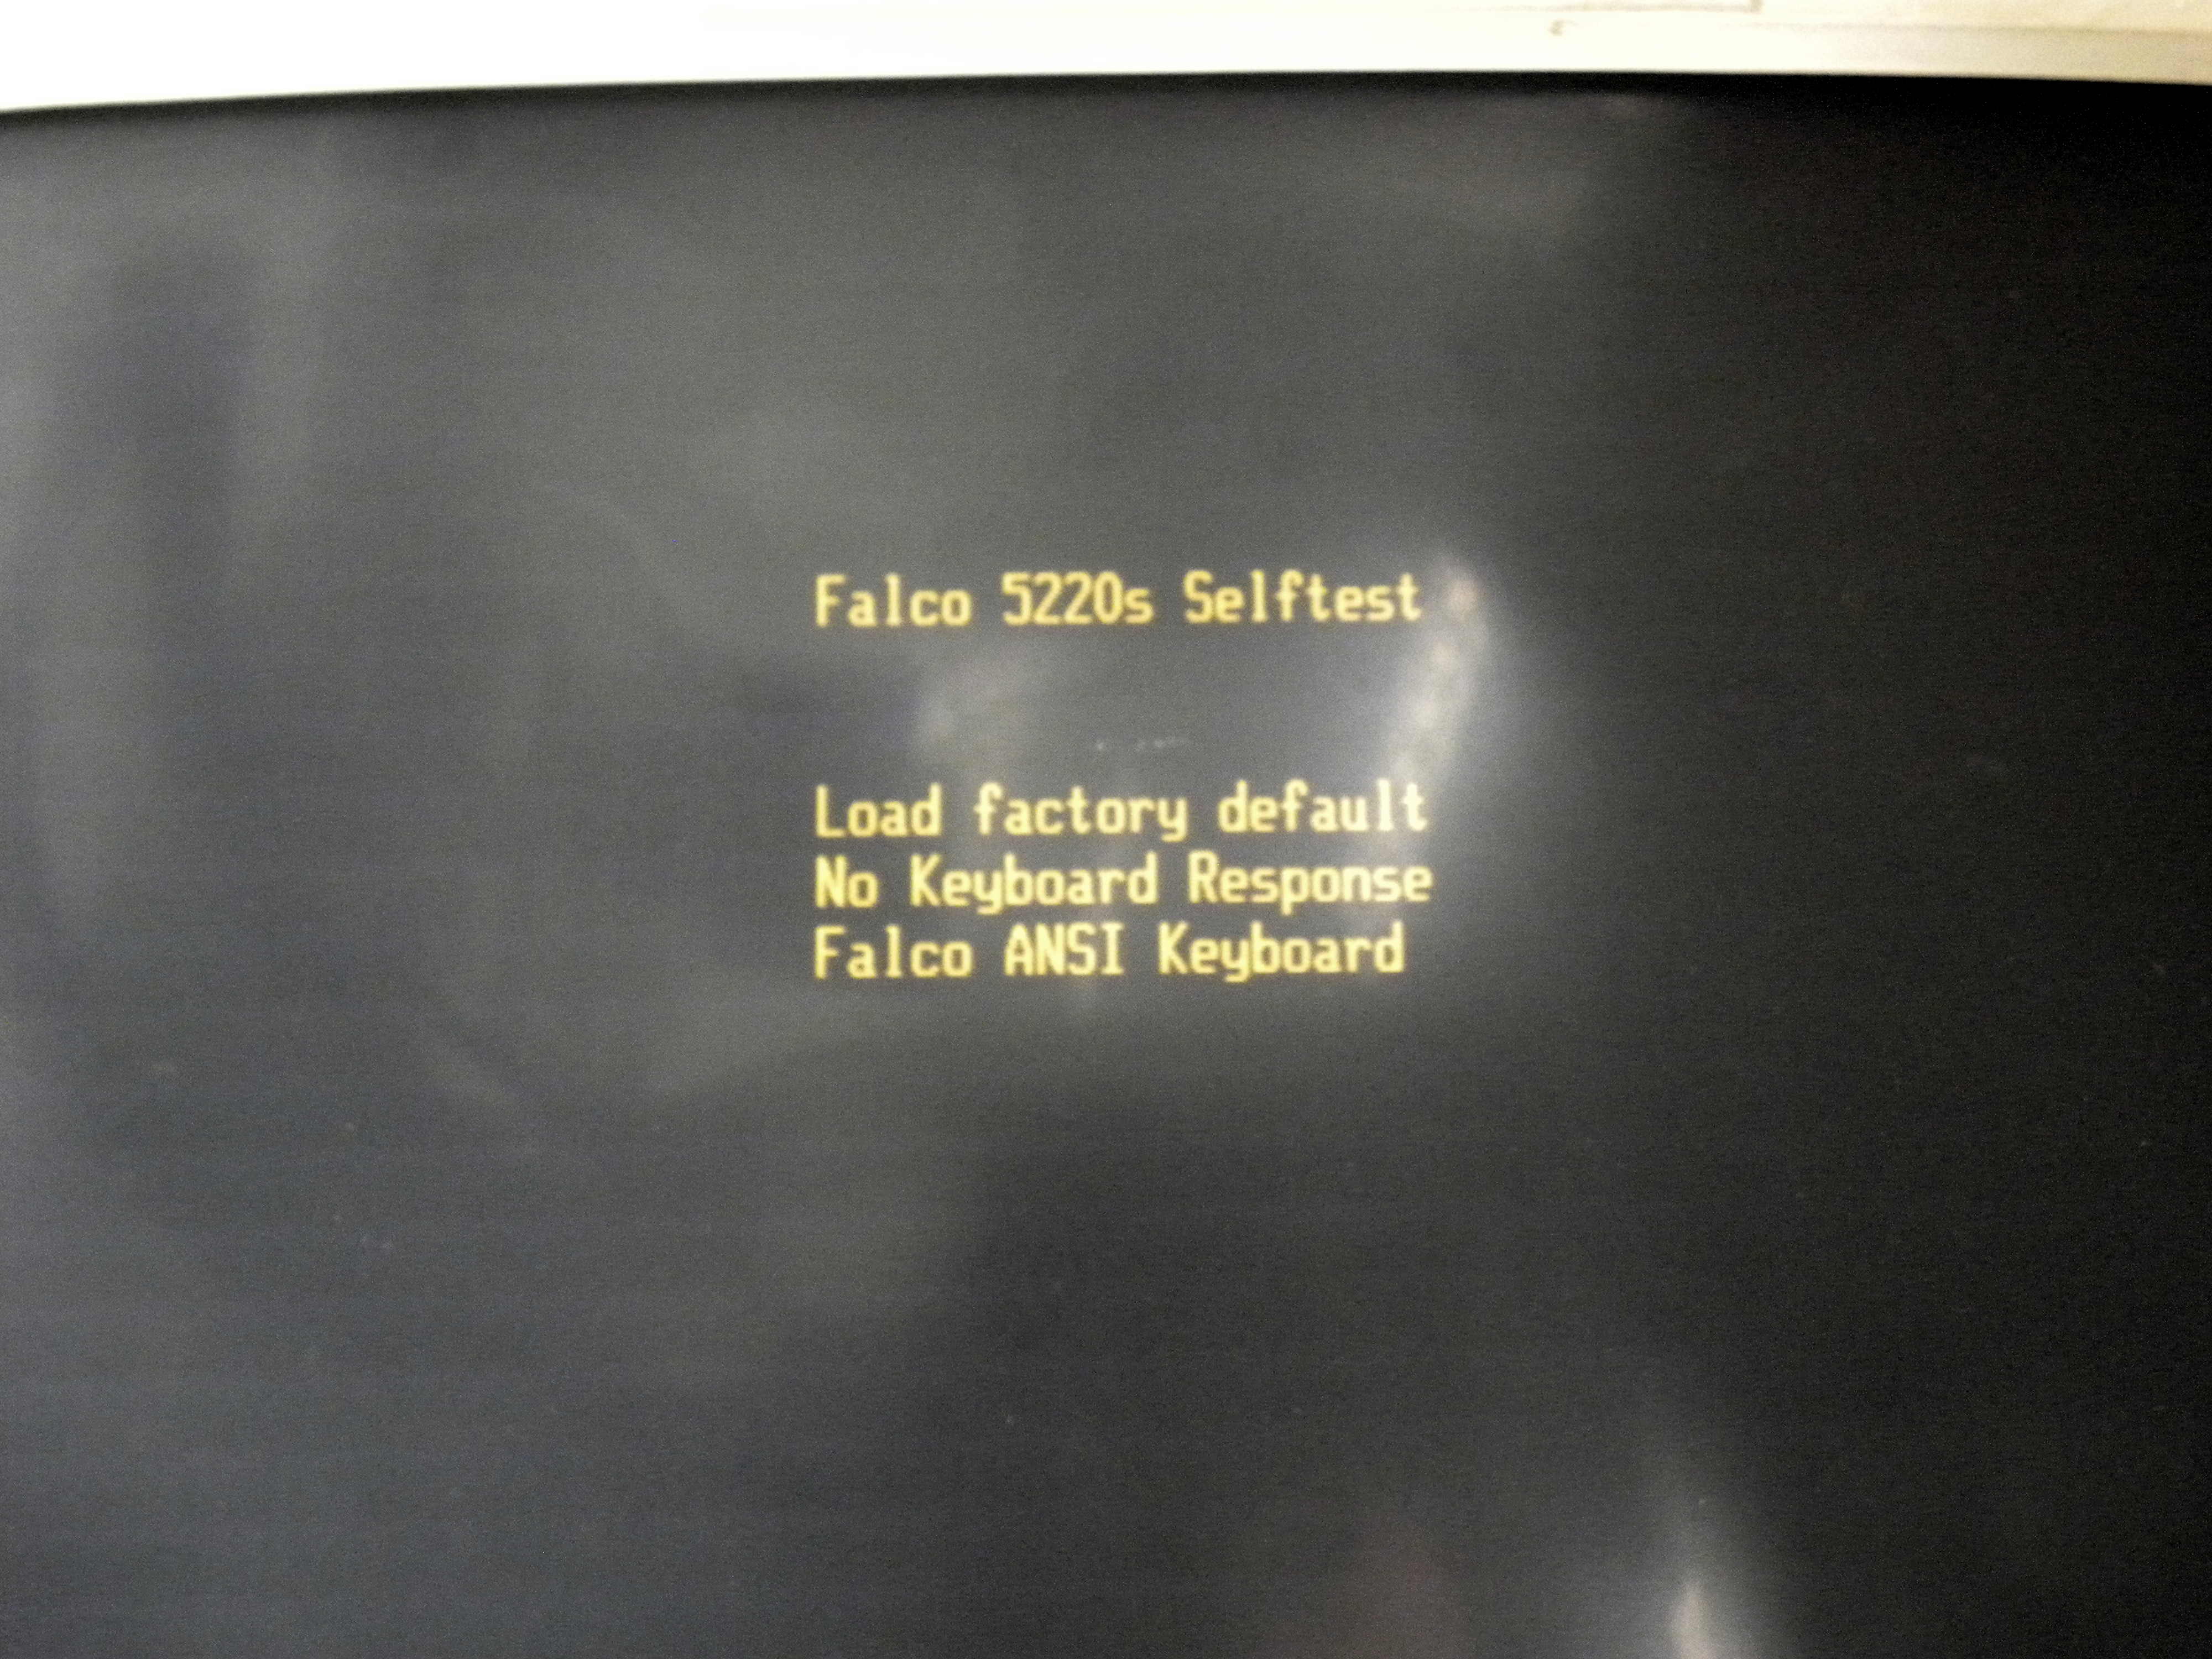 Falco 5220s Selftest
Load factory default
No Keyboard Response
Falco ANSI Keyboard